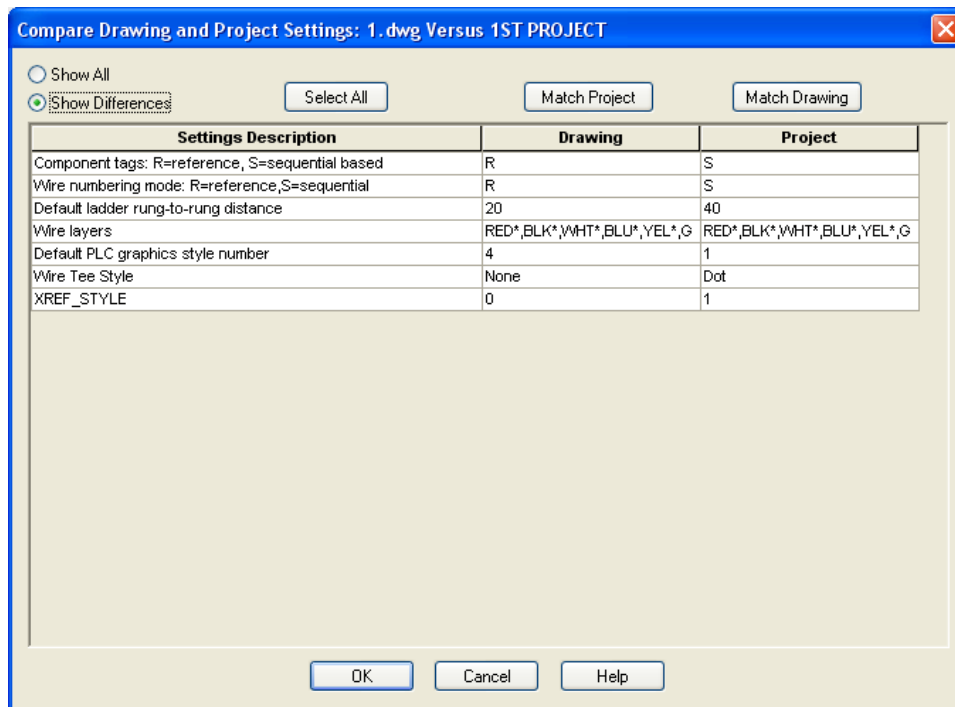 Compare Drawing and Project Settings: 1.dwg Versus 1ST PROJECT
Show All
Show Differences
Select All
Match Project
Match Drawing
Settings Description Drawing Project
Component tags: R=reference, S=sequential based R S
Wire numbering mode: R=reference,S=sequential R S
Default ladder rung-to-rung distance 20 40
Wire layers RED*,BLK*,WHT*,BLU*,YEL*,G RED*,BLK*,WHT*,BLU*,YEL*,G
Default PLC graphics style number 4 1
Wire Tee Style None Dot
XREF_STYLE 0 1
OK Cancel Help